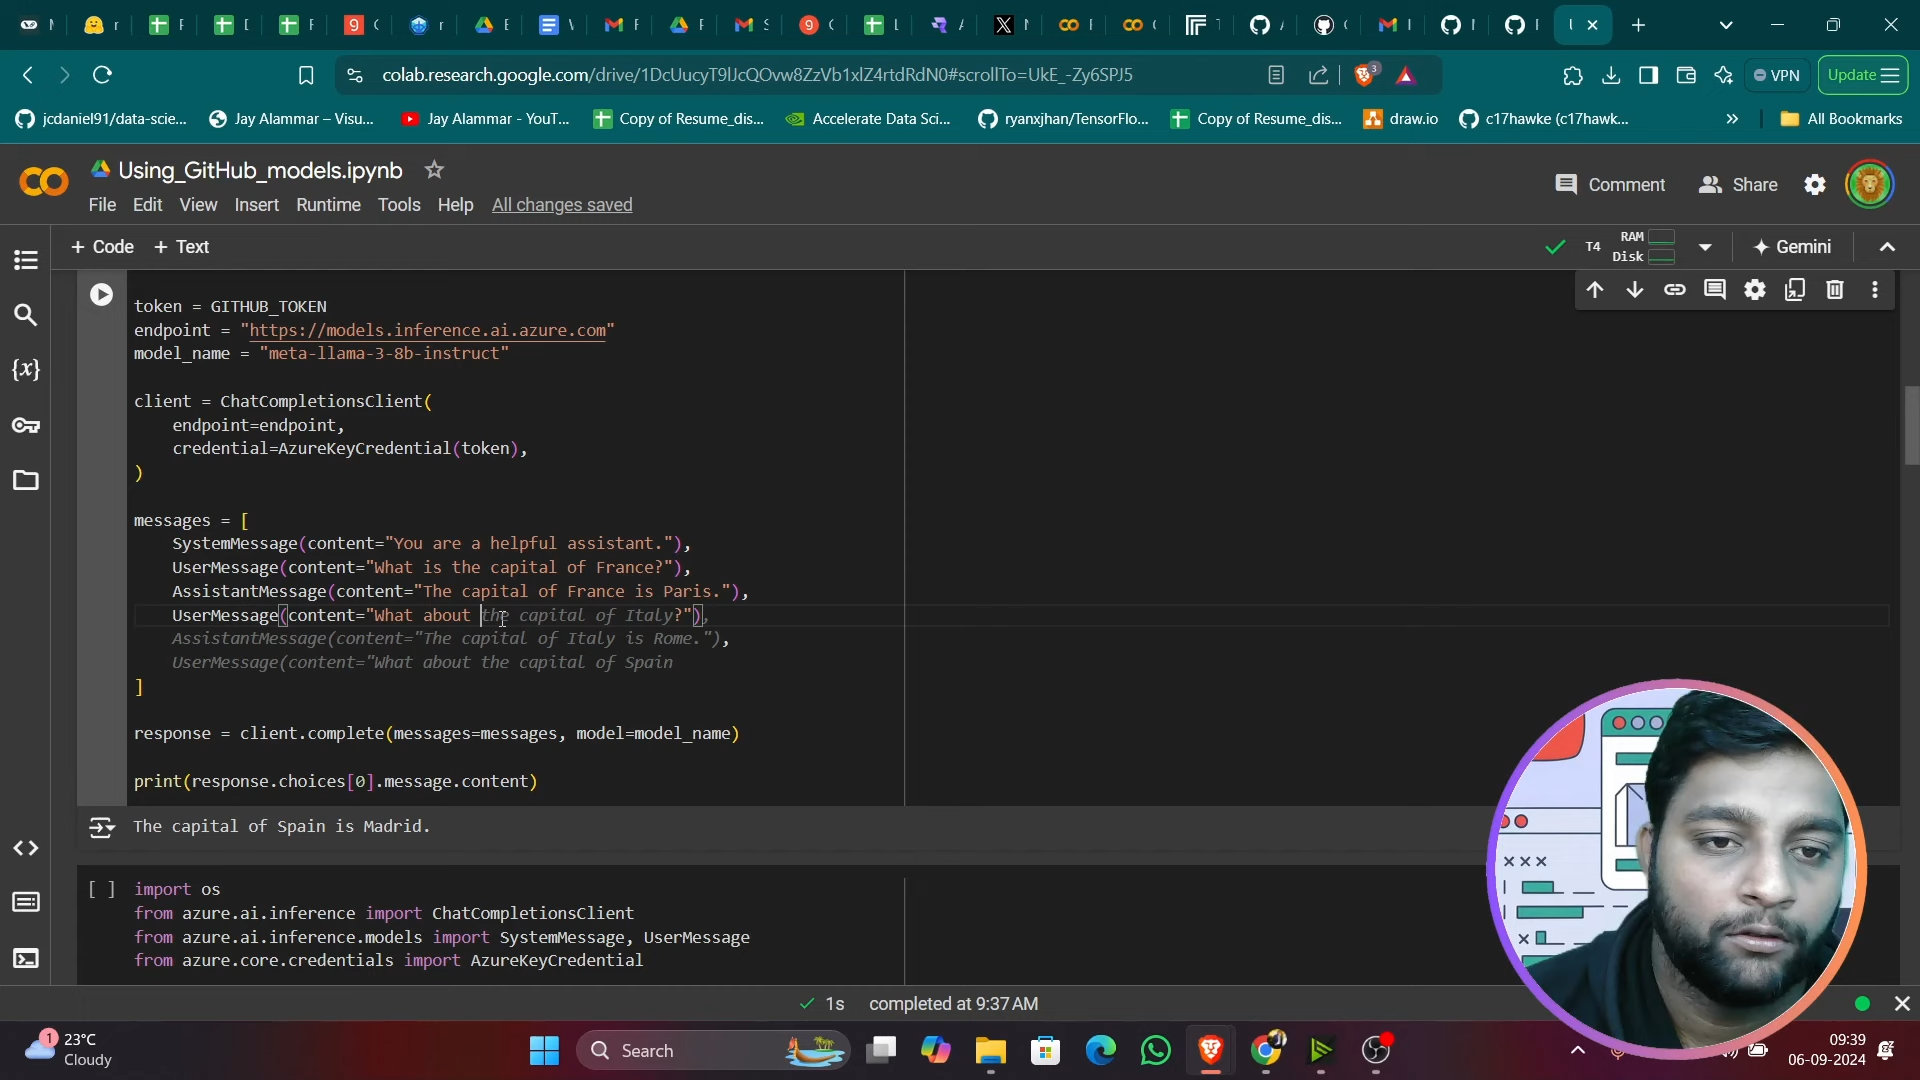 colab.research.google.com/drive/1DcUucyT9lJcQOvw8ZzVb1xlZ4rtdRdN0#scrollTo=UkE_-Zy6SPJ5
3
VPN
Update
jcdaniel91/data-scie...
Jay Alammar – Visu...
Jay Alammar - YouT...
Copy of Resume_dis...
Accelerate Data Sci...
ryanxjhan/TensorFlo...
Copy of Resume_dis...
draw.io
c17hawke (c17hawk...
»
All Bookmarks
Using_GitHub_models.ipynb
Comment
Share
File Edit View Insert Runtime Tools Help All changes saved
+ Code + Text
T4
RAM
Disk
Gemini
token = GITHUB_TOKEN
endpoint = "https://models.inference.ai.azure.com"
model_name = "meta-llama-3-8b-instruct"
client = ChatCompletionsClient(
endpoint=endpoint,
credential=AzureKeyCredential(token),
)
messages = [
SystemMessage(content="You are a helpful assistant."),
UserMessage(content="What is the capital of France?"),
AssistantMessage(content="The capital of France is Paris."),
UserMessage(content="What about the capital of Italy?"),
AssistantMessage(content="The capital of Italy is Rome."),
UserMessage(content="What about the capital of Spain
]
response = client.complete(messages=messages, model=model_name)
print(response.choices[0].message.content)
The capital of Spain is Madrid.
[ ] import os
from azure.ai.inference import ChatCompletionsClient
from azure.ai.inference.models import SystemMessage, UserMessage
from azure.core.credentials import AzureKeyCredential
1s completed at 9:37 AM
1
23°C
Cloudy
Search
09:39
06-09-2024